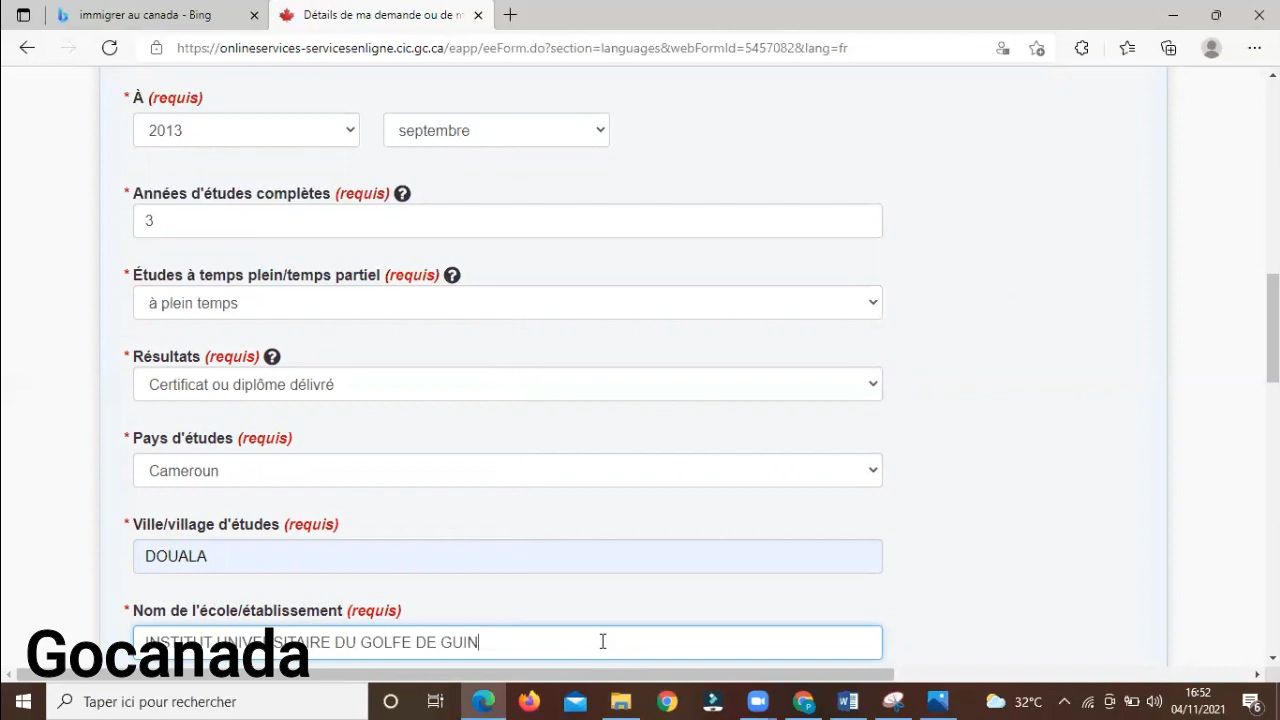 immigrer au canada - Bing
Détails de ma demande ou de n
https://onlineservices-servicesenligne.cic.gc.ca/eapp/eeForm.do?section=languages&webFormId=5457082&lang=fr
* À (requis)
2013 septembre
* Années d'études complètes (requis) ?
3
* Études à temps plein/temps partiel (requis) ?
à plein temps
* Résultats (requis) ?
Certificat ou diplôme délivré
* Pays d'études (requis)
Cameroun
* Ville/village d'études (requis)
DOUALA
* Nom de l'école/établissement (requis)
INSTITUT UNIVERSITAIRE DU GOLFE DE GUIN
Gocanada
Taper ici pour rechercher
32°C
16:52
04/11/2021
6